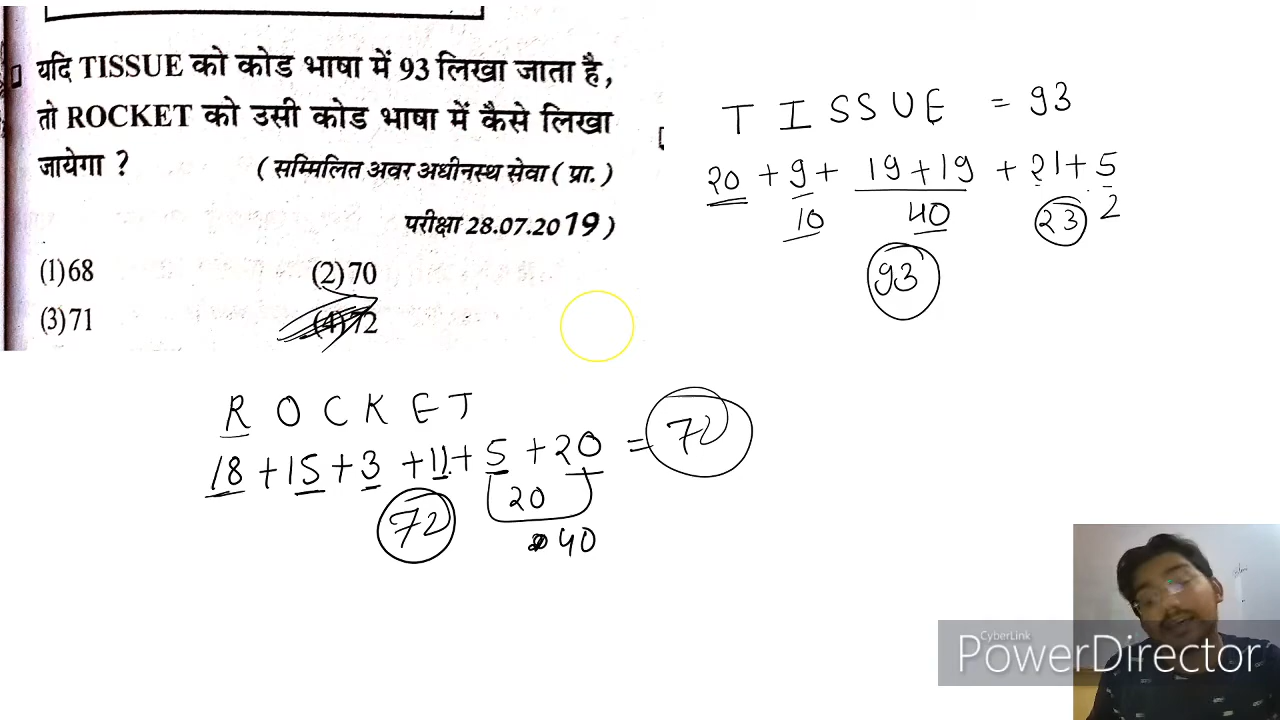 यदि TISSUE को कोड भाषा में 93 लिखा जाता है,
तो ROCKET को उसी कोड भाषा में कैसे लिखा
जायेगा ?
( सम्मिलित अवर अधीनस्थ सेवा ( प्रा. )
परीक्षा 28.07.2019 )
(1) 68 (2) 70
(3) 71 (4) 72
T I S S U E = 93
20 + 9 + 19 + 19 + 21 + 5
10 40 23 2
93
R O C K E T
18 + 15 + 3 + 11 + 5 + 20 = 72
72 20
40
CyberLink
PowerDirector